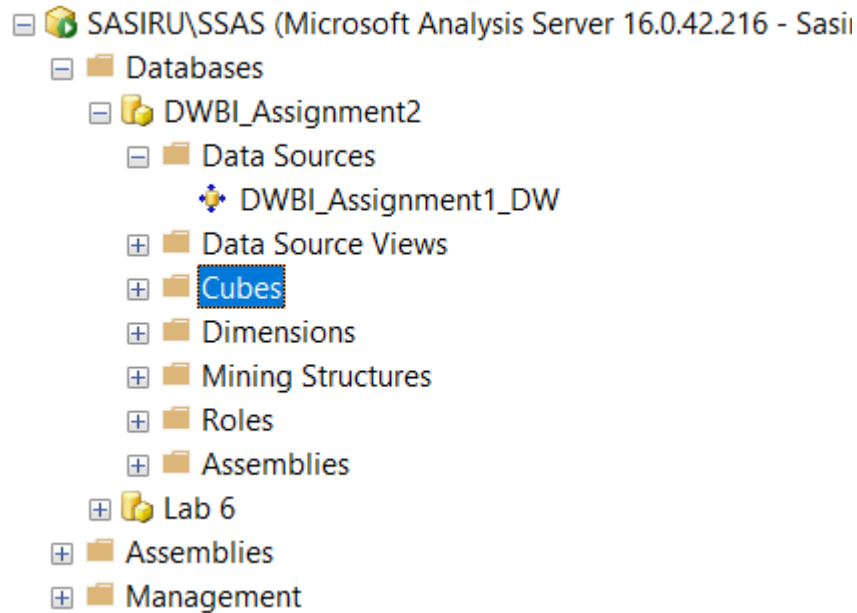 SASIRU\SSAS (Microsoft Analysis Server 16.0.42.216 - Sasir
Databases
DWBI_Assignment2
Data Sources
DWBI_Assignment1_DW
Data Source Views
Cubes
Dimensions
Mining Structures
Roles
Assemblies
Lab 6
Assemblies
Management